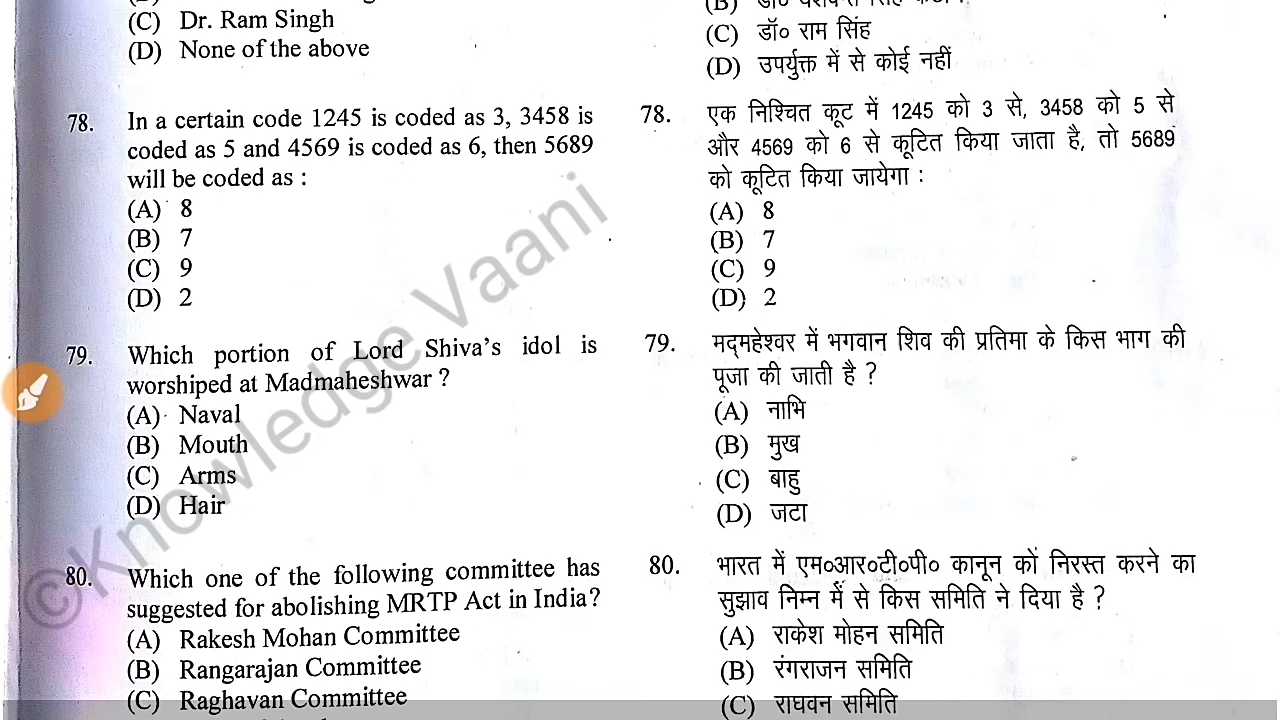 (C) Dr. Ram Singh
(D) None of the above
78. In a certain code 1245 is coded as 3, 3458 is
coded as 5 and 4569 is coded as 6, then 5689
will be coded as :
(A) 8
(B) 7
(C) 9
(D) 2
79. Which portion of Lord Shiva's idol is
worshiped at Madmaheshwar ?
(A) Naval
(B) Mouth
(C) Arms
(D) Hair
80. Which one of the following committee has
suggested for abolishing MRTP Act in India?
(A) Rakesh Mohan Committee
(B) Rangarajan Committee
(C) Raghavan Committee
(C) डॉ० राम सिंह
(D) उपर्युक्त में से कोई नहीं
78. एक निश्चित कूट में 1245 को 3 से, 3458 को 5 से
और 4569 को 6 से कूटित किया जाता है, तो 5689
को कूटित किया जायेगा :
(A) 8
(B) 7
(C) 9
(D) 2
79. मद्महेश्वर में भगवान शिव की प्रतिमा के किस भाग की
पूजा की जाती है ?
(A) नाभि
(B) मुख
(C) बाहु
(D) जटा
80. भारत में एम०आर०टी०पी० कानून कों निरस्त करने का
सुझाव निम्न में से किस समिति ने दिया है ?
(A) राकेश मोहन समिति
(B) रंगराजन समिति
(C) राघवन समिति
©Knowledge Vaani